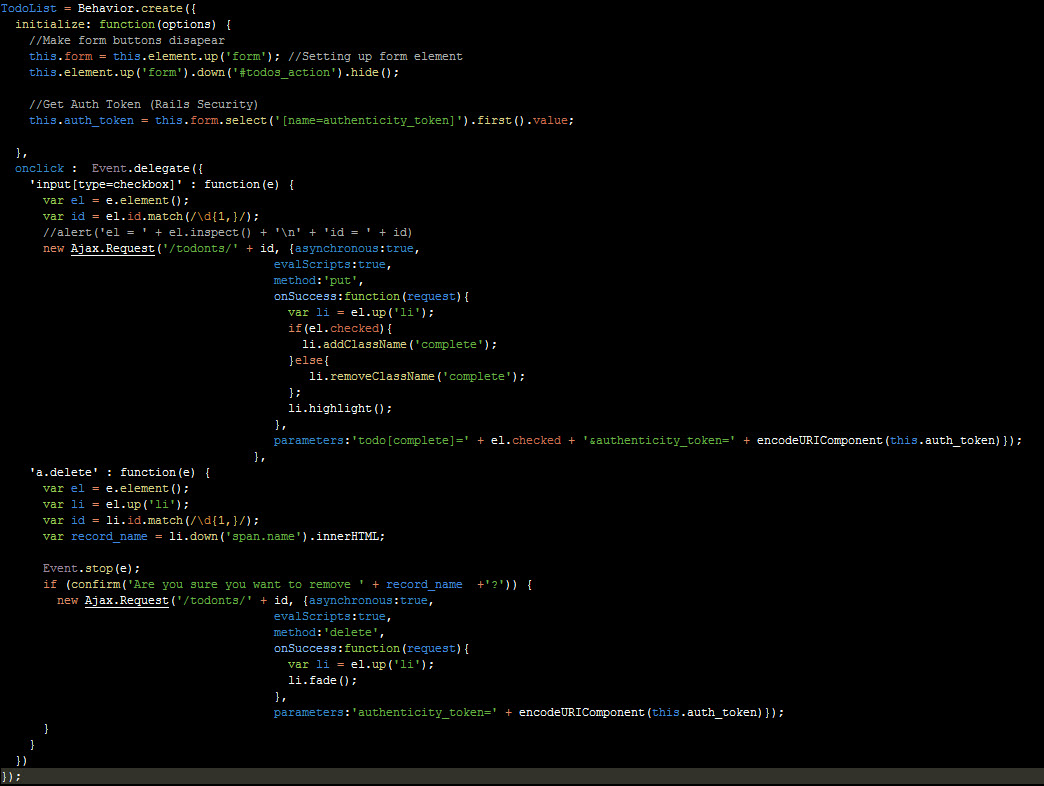 TodoList = Behavior.create({
  initialize: function(options) {
    //Make form buttons disapear
    this.form = this.element.up('form'); //Setting up form element
    this.element.up('form').down('#todos_action').hide();

    //Get Auth Token (Rails Security)
    this.auth_token = this.form.select('[name=authenticity_token]').first().value;

  },
  onclick :  Event.delegate({
    'input[type=checkbox]' : function(e) {
      var el = e.element();
      var id = el.id.match(/\d{1,}/);
      //alert('el = ' + el.inspect() + '\n' + 'id = ' + id)
      new Ajax.Request('/todonts/' + id, {asynchronous:true,
                                       evalScripts:true,
                                       method:'put',
                                       onSuccess:function(request){
                                         var li = el.up('li');
                                         if(el.checked){
                                           li.addClassName('complete');
                                         }else{
                                            li.removeClassName('complete');
                                         };
                                         li.highlight();
                                       },
                                       parameters:'todo[complete]=' + el.checked + '&authenticity_token=' + encodeURIComponent(this.auth_token)});
                                    },
    'a.delete' : function(e) {
      var el = e.element();
      var li = el.up('li');
      var id = li.id.match(/\d{1,}/);
      var record_name = li.down('span.name').innerHTML;

      Event.stop(e);
      if (confirm('Are you sure you want to remove ' + record_name  +'?')) {
        new Ajax.Request('/todonts/' + id, {asynchronous:true,
                                       evalScripts:true,
                                       method:'delete',
                                       onSuccess:function(request){
                                         var li = el.up('li');
                                         li.fade();
                                       },
                                       parameters:'authenticity_token=' + encodeURIComponent(this.auth_token)});
      }
    }
  })
});